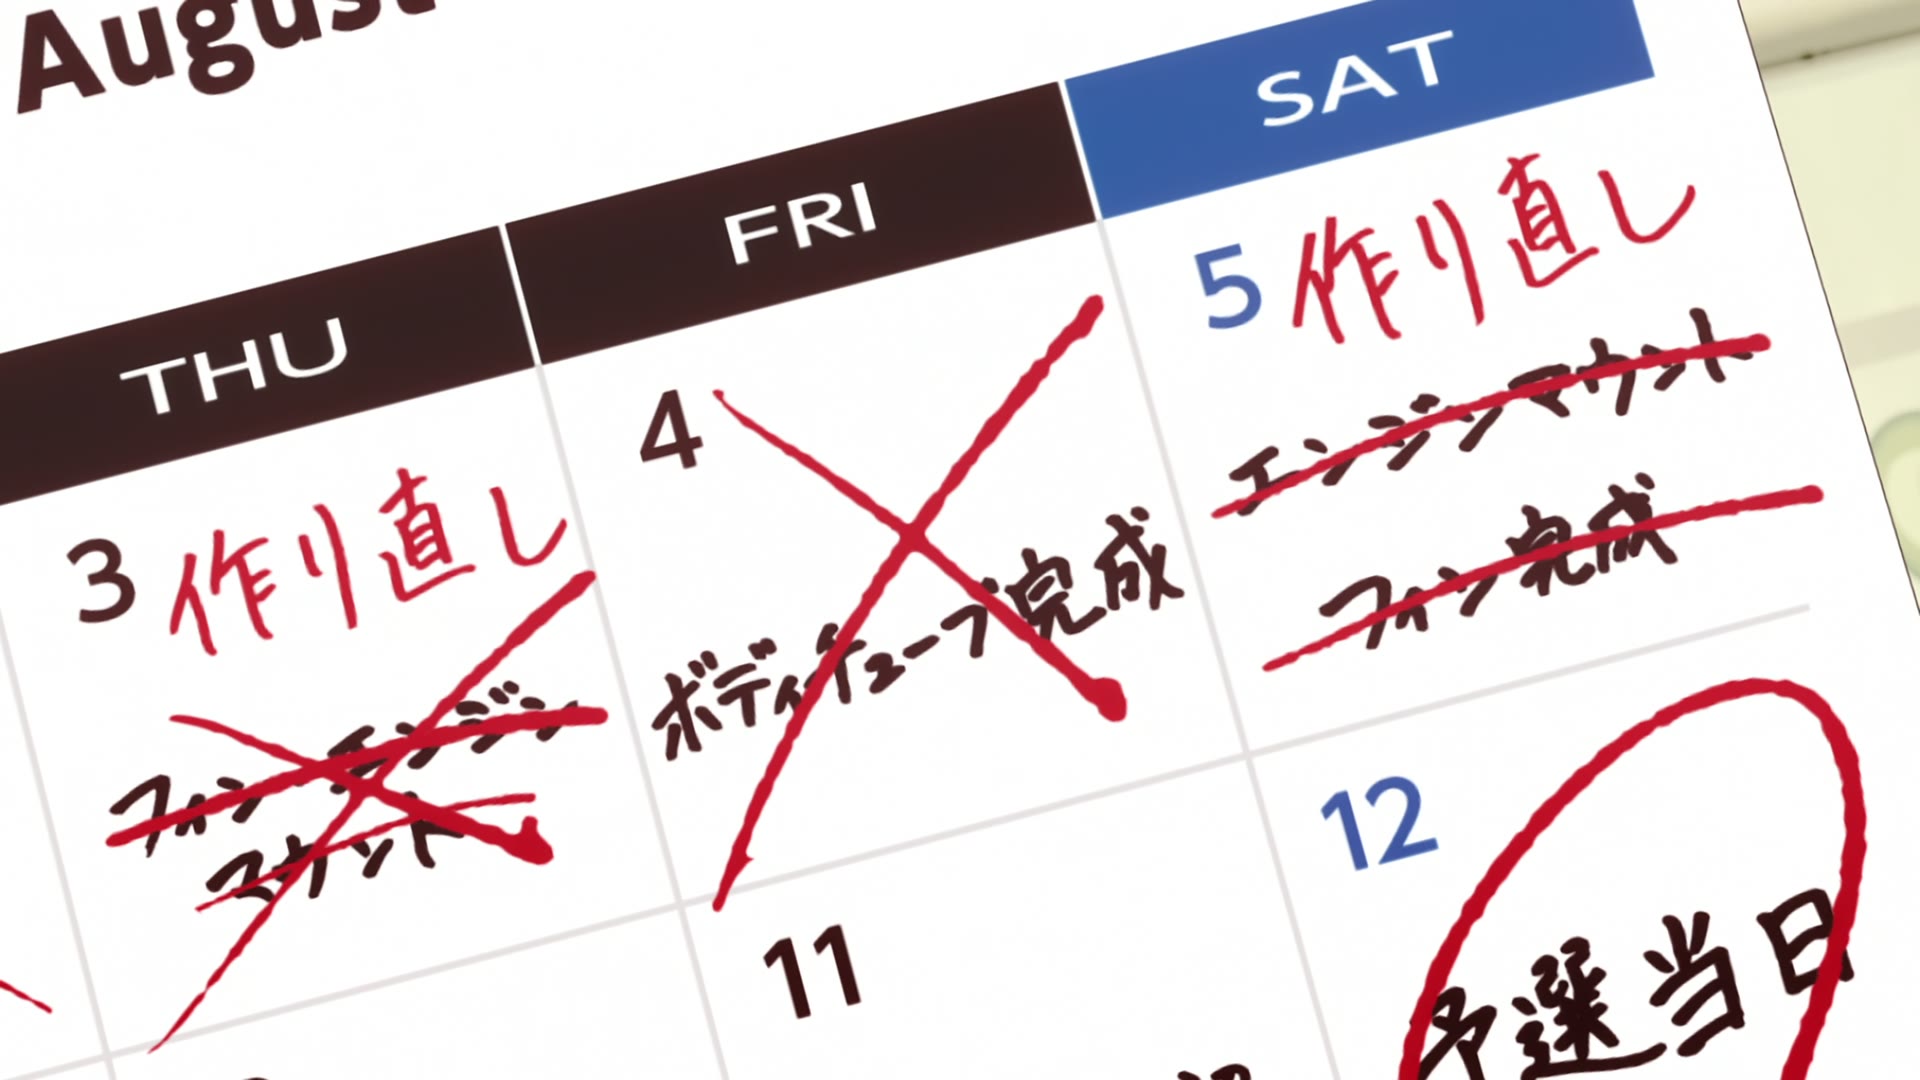 August
THU
FRI
SAT
3 作り直し
フィン エンジン
マウント
4
ボディチューブ完成
5 作り直し
エンジンマウント
フィン完成
11
12
予選当日